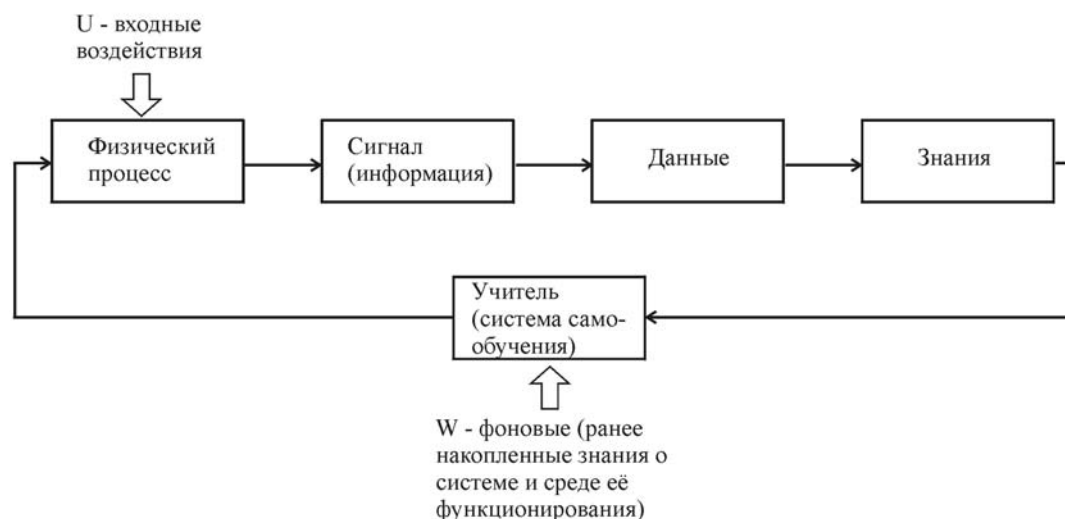 U - входные
воздействия
Физический
процесс
Сигнал
(информация)
Данные
Знания
Учитель
(система само-
обучения)
W - фоновые (ранее
накопленные знания о
системе и среде её
функционирования)